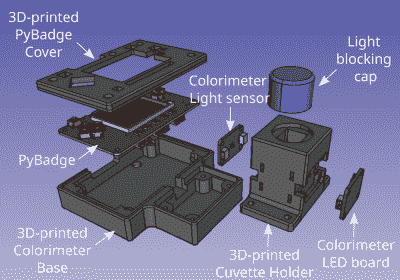 3D-printed
PyBadge
Cover
Light
blocking
cap
Colorimeter
Light sensor
PyBadge
3D-printed
Colorimeter
Base
3D-printed
Cuvette Holder
Colorimeter
LED board